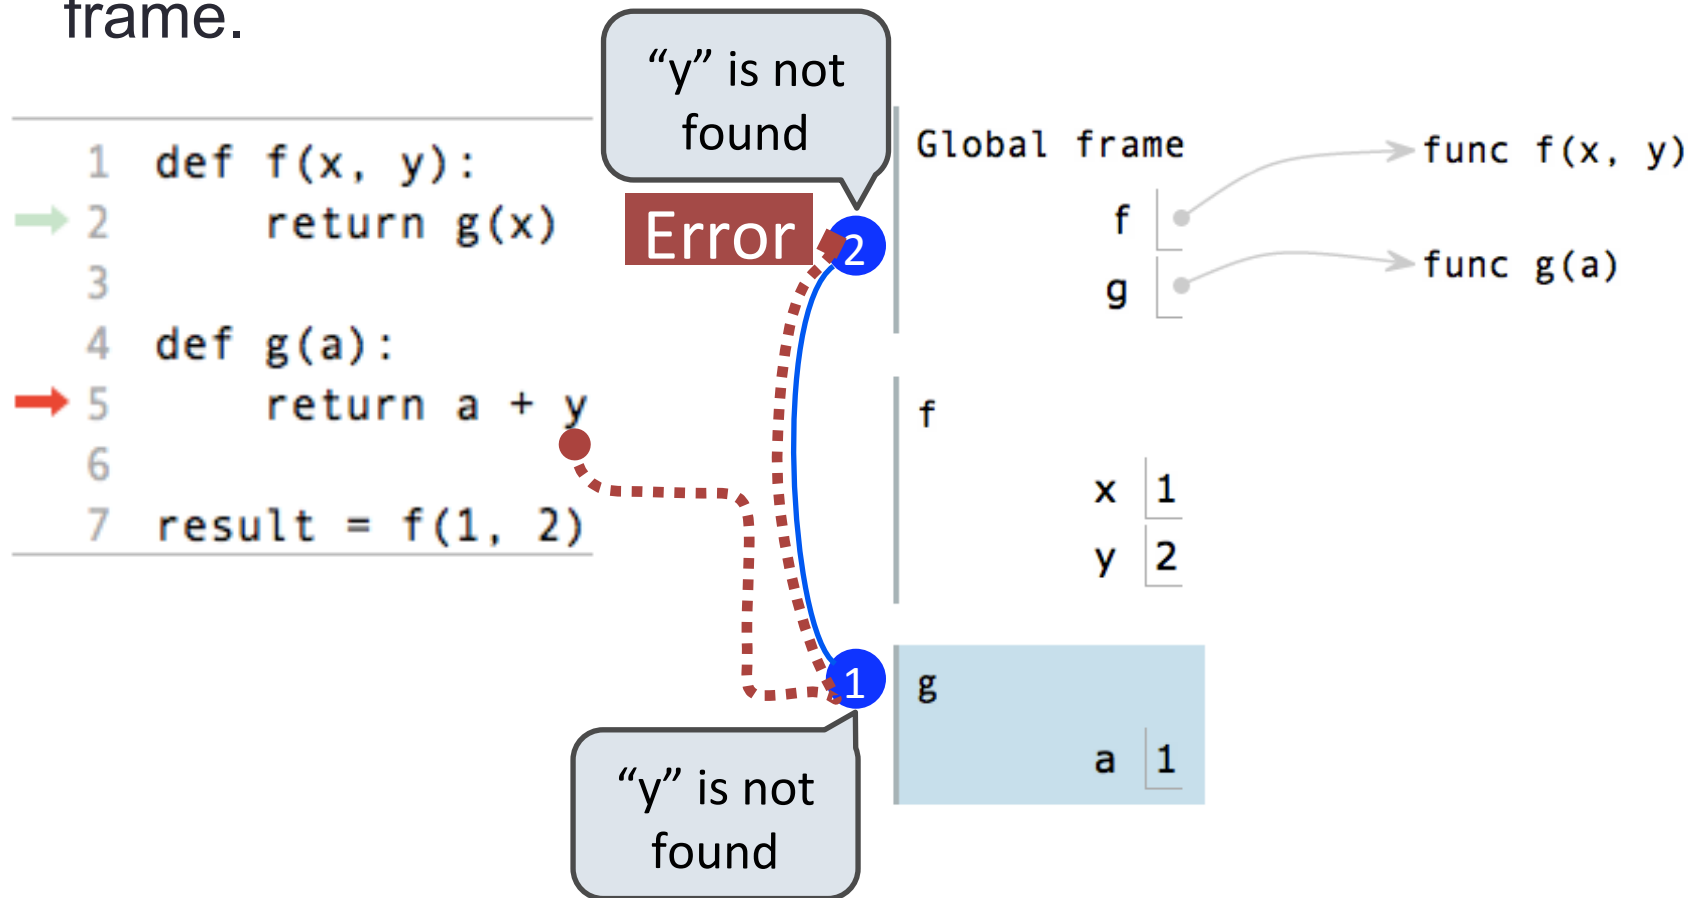 frame.
“y” is not
found
1 def f(x, y):
2 return g(x)
3
4 def g(a):
5 return a + y
6
7 result = f(1, 2)
Error
2
Global frame
f
g
func f(x, y)
func g(a)
f
x 1
y 2
1
g
a 1
“y” is not
found